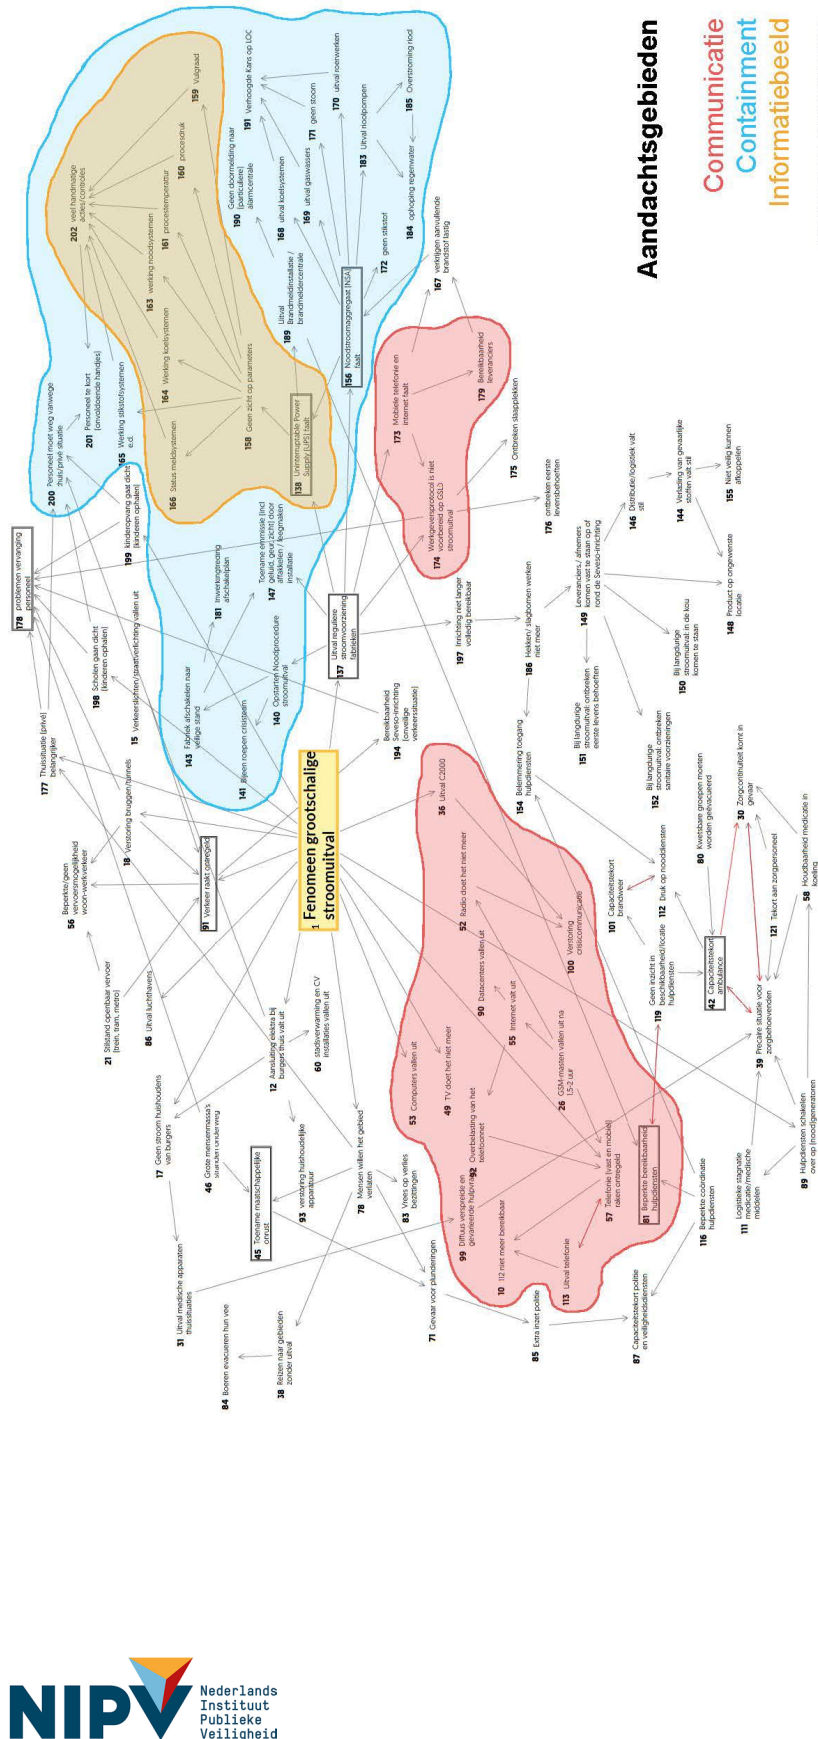 Aandachtsgebieden
Communicatie
Containment
Informatiebeeld
1 Fenomeen grootschalige
stroomuitval
178 problemen vervanging
personeel
200 Personeel moet weg vanwege
thuis/privé situatie
202 veel handmatige
acties/controles
159 Vulgraad
191 Verhoogde Kans op LOC
160 procesdruk
161 procestemperatuur
163 werking noodsystemen
164 Werking koelsystemen
166 Status meldsystemen
158 Geen zicht op parameters
201 Personeel te kort
(onvoldoende handjes)
165 Werking stikstofsystemen
e.d.
199 kinderopvang gaat dicht
(kinderen ophalen)
190 Geen doormelding naar
(particuliere)
alarmcentrale
168 uitval koelsystemen
169 uitval gaswassers
171 geen stoom
170 uitval roerwerken
183 Uitval rioolpompen
185 Overstroming riool
184 ophoping regenwater
172 geen stikstof
189 Uitval
Brandmeldinstallatie /
brandmeldercentrale
156 Noodstroomaggregaat (NSA)
faalt
138 Uninterruptable Power
Supply (UPS) faalt
167 verkrijgen aanvullende
brandstof lastig
173 Mobiele telefonie en
internet faalt
179 Bereikbaarheid
leveranciers
174 Werkgeversprotocol is niet
voorbereid op GSLD
stroomuitval
175 Ontbreken slaapplekken
176 ontbreken eerste
levensbehoeften
181 Inwerkingtreding
afschakelplan
147 Toename emmissie (incl
geluid, geur, zicht) door
affakkelen / leegmaken
installatie
143 Fabriek afschakelen naar
veilige stand
140 Opstarten Noodprocedure
stroomuitval
141 Bijeen roepen crisisteam
137 Uitval reguliere
stroomvoorziening
fabrieken
194 Bereikbaarheid
Seveso-inrichting
(onveilige
verkeerssituatie)
197 Inrichting niet langer
volledig bereikbaar
186 Hekken/ slagbomen werken
niet meer
149 Leveranciers/ afnemers
komen vast te staan op of
rond de Seveso-inrichting
146 Distributie/logistiek valt
stil
144 Verlading van gevaarlijke
stoffen valt stil
155 Niet veilig kunnen
afkoppelen
148 Product op ongewenste
locatie
150 Bij langdurige
stroomuitval: in de kou
komen te staan
151 Bij langdurige
stroomuitval: ontbreken
eerste levens behoeften
152 Bij langdurige
stroomuitval: ontbreken
sanitaire voorzieningen
154 Belemmering toegang
hulpdiensten
177 Thuissituatie (privé)
belangrijker
198 Scholen gaan dicht
(kinderen ophalen)
15 Verkeerslichten/straatverlichting vallen uit
18 Verstoring bruggen/tunnels
56 Beperkte/geen
vervoersmogelijkheid
woon-werkverkeer
91 Verkeer raakt ontregeld
21 Stilstand openbaar vervoer
(trein, tram, metro)
86 Uitval luchthavens
12 Aansluiting elektra bij
burgers thuis valt uit
60 stadsverwarming en CV
installaties vallen uit
17 Geen stroom huishoudens
van burgers
46 Grote mensenmassa's
stranden onderweg
45 Toename maatschappelijke
onrust
93 verstoring huishoudelijke
apparatuur
78 Mensen willen het gebied
verlaten
83 Vrees op verlies
bezittingen
31 Uitval medische apparaten
thuissituaties
84 Boeren evacueren hun vee
38 Reizen naar gebieden
zonder uitval
71 Gevaar voor plunderingen
85 Extra inzet politie
87 Capaciteitstekort politie
en veiligheidsdiensten
36 Uitval C2000
52 Radio doet het niet meer
100 Verstoring
crisiscommunicatie
90 Datacenters vallen uit
55 Internet valt uit
53 Computers vallen uit
49 TV doet het niet meer
26 GSM-masten vallen uit na
1,5-2 uur
92 Overbelading van het
telefoonnet
99 Diffuus verspreide en
gevarieerde hulpvraag
10 112 niet meer bereikbaar
113 Uitval telefonie
57 Telefonie (vast en mobiel)
raken ontregeld
81 Beperkte bereikbaarheid
hulpdiensten
116 Beperkte coördinatie
hulpdiensten
101 Capaciteitstekort
brandweer
112 Druk op nooddiensten
119 Geen inzicht in
beschikbaarheid/locatie
hulpdiensten
42 Capaciteitstekort
ambulance
80 Kwetsbare groepen moeten
worden geëvacueerd
30 Zorgcontinuïteit komt in
gevaar
121 Tekort aan zorgpersoneel
58 Houdbaarheid medicatie in
koeling
39 Precaire situatie voor
zorgbehoevenden
111 Logistieke stagnatie
medicatie/medische
middelen
89 Hulpdiensten schakelen
over op (nood)generatoren
NIPV
Nederlands
Instituut
Publieke
Veiligheid